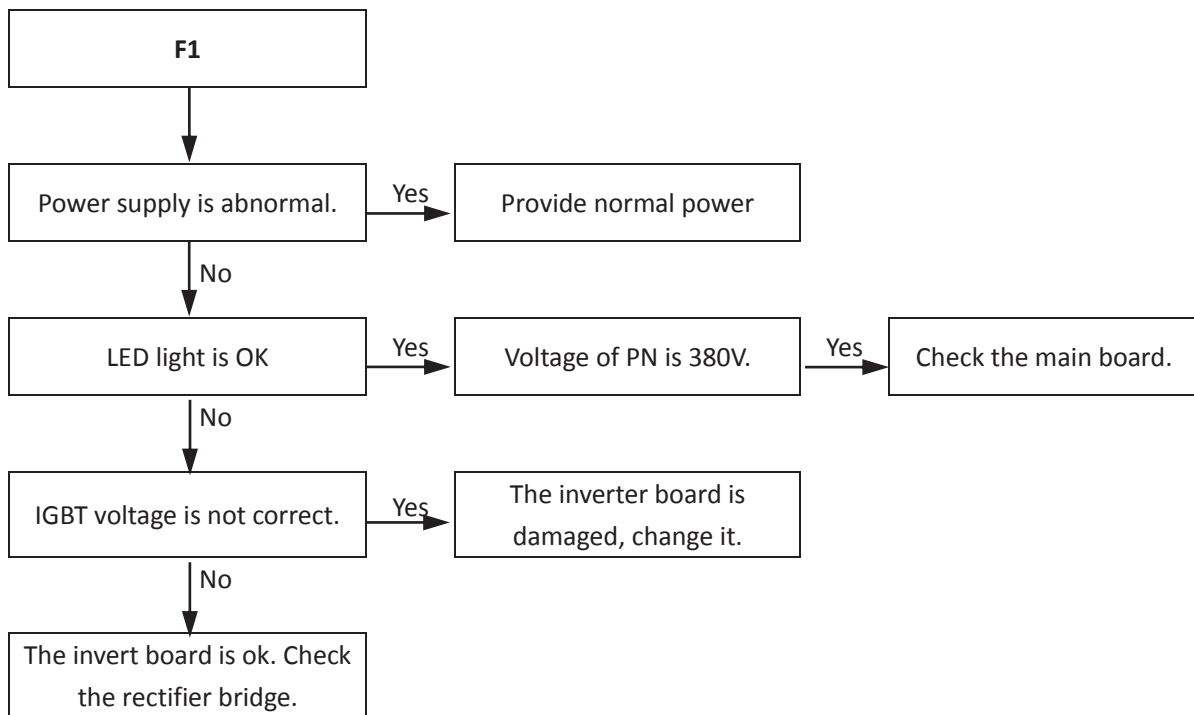 F1
Power supply is abnormal.
Yes
Provide normal power
No
LED light is OK
Yes
Voltage of PN is 380V.
Yes
Check the main board.
No
IGBT voltage is not correct.
Yes
The inverter board is
damaged, change it.
No
The invert board is ok. Check
the rectifier bridge.